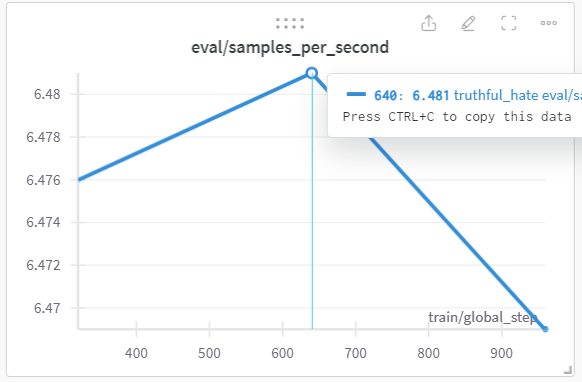 eval/samples_per_second
640: 6.481 truthful_hate eval/sa
Press CTRL+C to copy this data
6.48
6.478
6.476
6.474
6.472
6.47
train/global_step
400 500 600 700 800 900